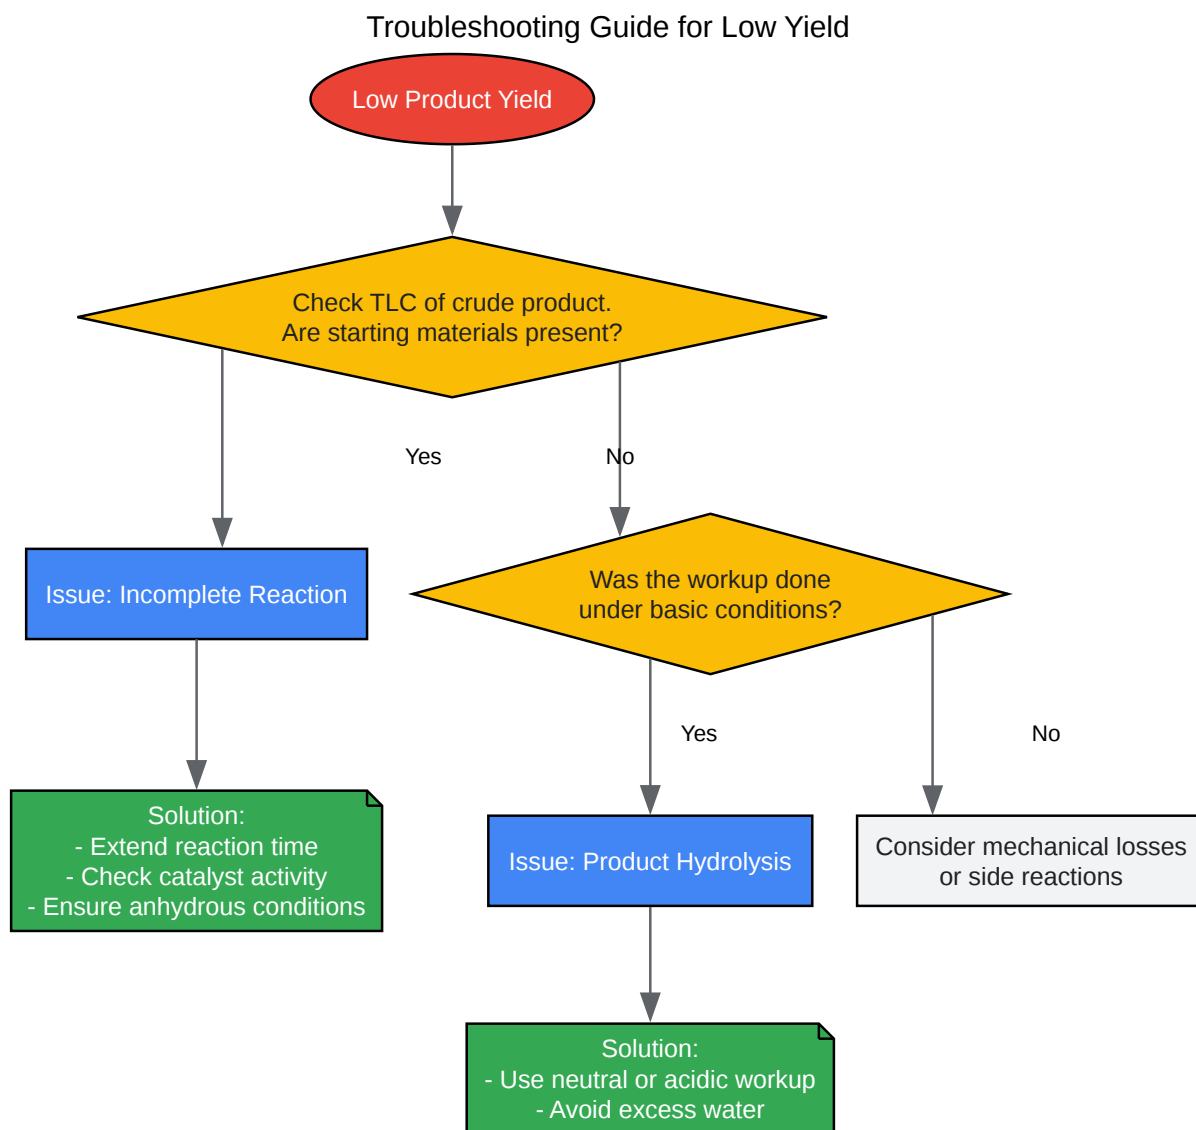 Troubleshooting Guide for Low Yield
Low Product Yield
Check TLC of crude product.
Are starting materials present?
Yes
No
Issue: Incomplete Reaction
Was the workup done
under basic conditions?
Yes
No
Solution:
- Extend reaction time
- Check catalyst activity
- Ensure anhydrous conditions
Issue: Product Hydrolysis
Consider mechanical losses
or side reactions
Solution:
- Use neutral or acidic workup
- Avoid excess water